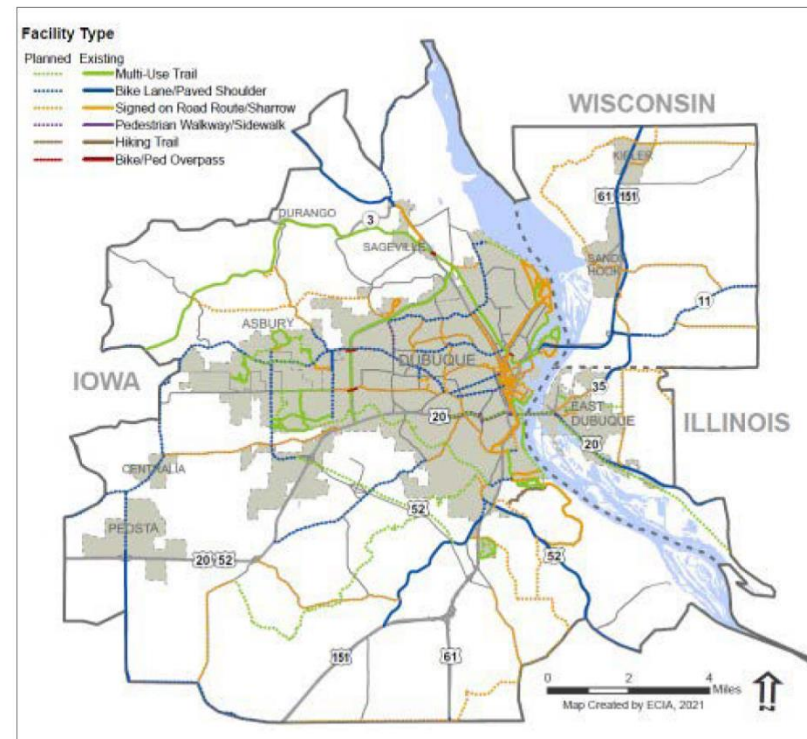 Facility Type
Planned Existing
Multi-Use Trail
Bike Lane/Paved Shoulder
Signed on Road Route/Sharrow
Pedestrian Walkway/Sidewalk
Hiking Trail
Bike/Ped Overpass
WISCONSIN
KIELER
61 151
DURANGO
3
SAGEVILLE
SAND
HOOK
11
ASBURY
DUBUQUE
IOWA
35
20
EAST
DUBUQUE
ILLINOIS
20
CENTRALIA
52
PEOSTA
20 52
52
151
61
0 2 4
Miles
Map Created by ECIA, 2021
N